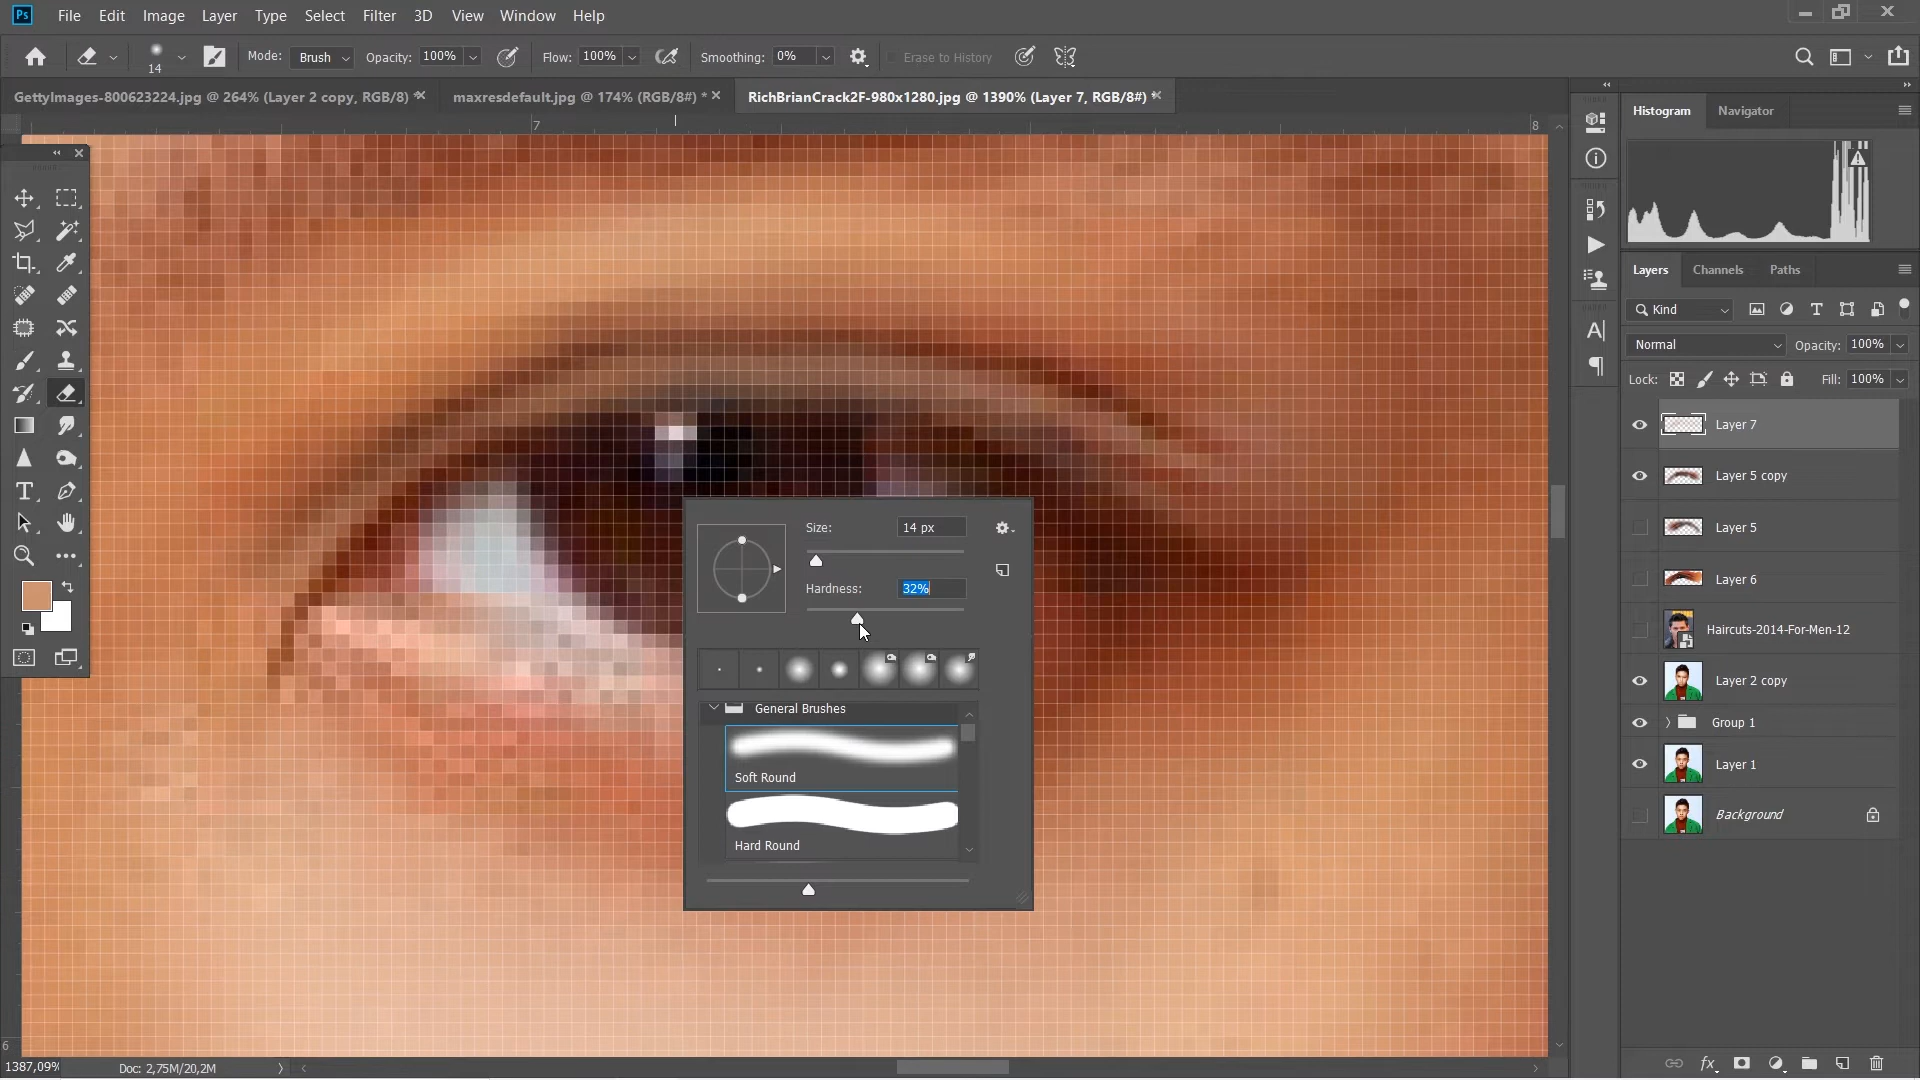 Ps File Edit Image Layer Type Select Filter 3D View Window Help
14 Mode: Brush Opacity: 100% Flow: 100% Smoothing: 0% Erase to History
GettyImages-800623224.jpg @ 264% (Layer 2 copy, RGB/8) * maxresdefault.jpg @ 174% (RGB/8#) * RichBrianCrack2F-980x1280.jpg @ 1390% (Layer 7, RGB/8#) *
7 8
Histogram Navigator
Layers Channels Paths
Kind
Normal Opacity: 100%
Lock: Fill: 100%
Layer 7
Layer 5 copy
Layer 5
Layer 6
Haircuts-2014-For-Men-12
Layer 2 copy
Group 1
Layer 1
Background
Size: 14 px
Hardness: 32%
General Brushes
Soft Round
Hard Round
6
1387,09% Doc: 2,75M/20,2M
fx